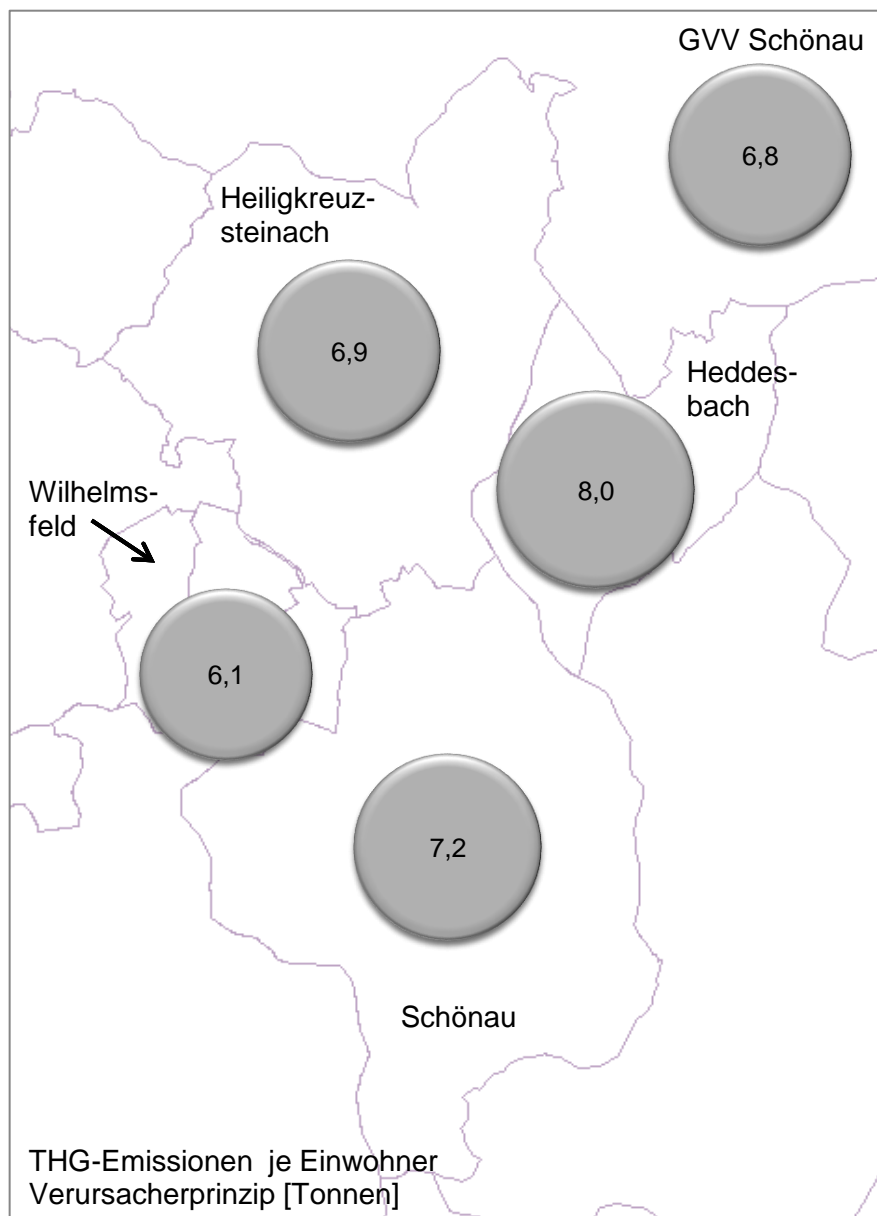 GVV Schönau
6,8
Heiligkreuz-
steinach
6,9
Heddes-
bach
8,0
Wilhelms-
feld
6,1
7,2
Schönau
THG-Emissionen je Einwohner
Verursacherprinzip [Tonnen]